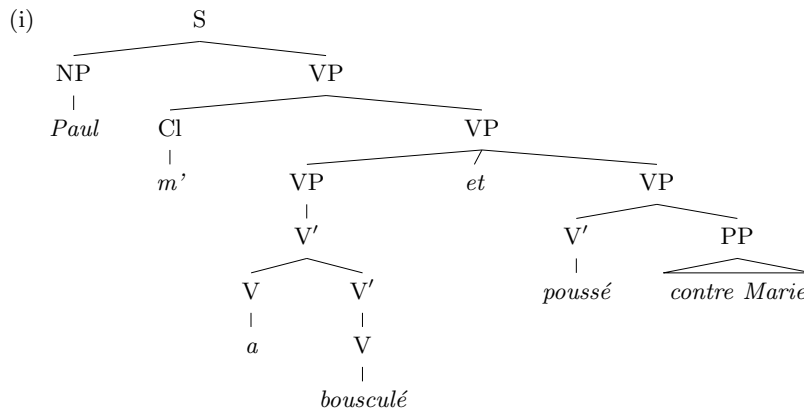 (i) S
NP VP
Paul Cl VP
m’ VP et VP
V′ V′ PP
V V′ poussé contre Marie
a V
bousculé